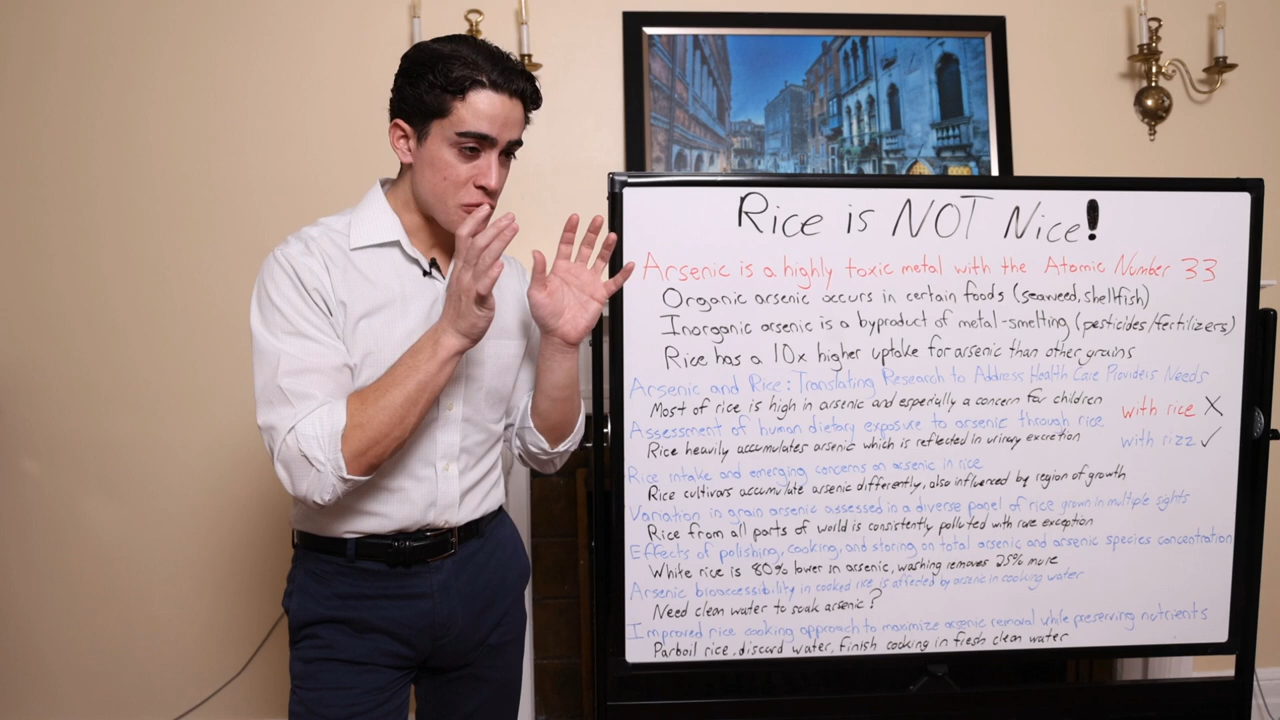 Rice is NOT Nice!
Arsenic is a highly toxic metal with the Atomic Number 33
Organic arsenic occurs in certain foods (seaweed, shellfish)
Inorganic arsenic is a byproduct of metal-smelting (pesticides/fertilizers)
Rice has a 10x higher uptake for arsenic than other grains
Arsenic and Rice: Translating Research to Address Health Care Providers Needs
Most of rice is high in arsenic and especially a concern for children
with rice X
Assessment of human dietary exposure to arsenic through rice
with rizz ✓
Rice heavily accumulates arsenic which is reflected in urinary excretion
Rice intake and emerging concerns on arsenic in rice
Rice cultivars accumulate arsenic differently, also influenced by region of growth
Variation in grain arsenic assessed in a diverse panel of rice grown in multiple sights
Rice from all parts of world is consistently polluted with rare exception
Effects of polishing, cooking, and storing on total arsenic and arsenic species concentration
White rice is 80% lower in arsenic, washing removes 25% more
Arsenic bioaccessibility in cooked rice is affected by arsenic in cooking water
Need clean water to soak arsenic?
Improved rice cooking approach to maximize arsenic removal while preserving nutrients
Parboil rice, discard water, finish cooking in fresh clean water